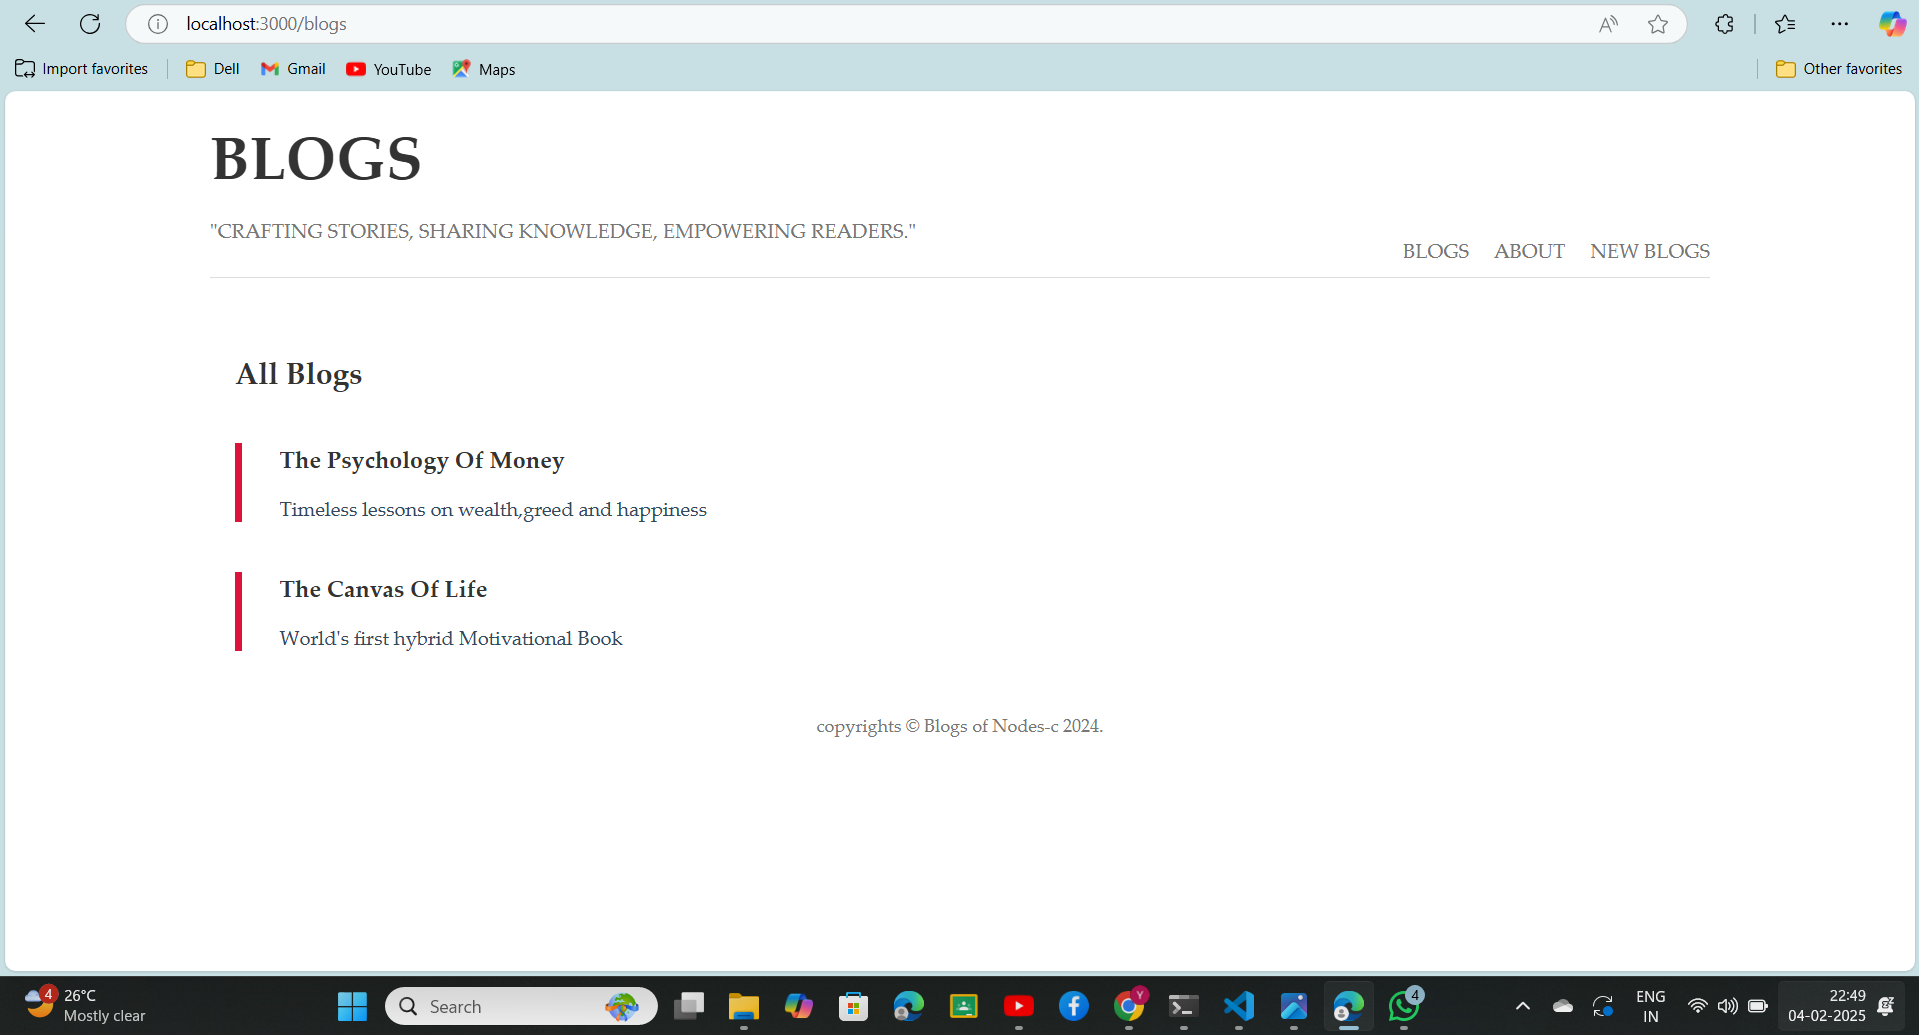 localhost:3000/blogs
Import favorites Dell Gmail YouTube Maps Other favorites
BLOGS
"CRAFTING STORIES, SHARING KNOWLEDGE, EMPOWERING READERS."
BLOGS ABOUT NEW BLOGS
All Blogs
The Psychology Of Money
Timeless lessons on wealth,greed and happiness
The Canvas Of Life
World's first hybrid Motivational Book
copyrights © Blogs of Nodes-c 2024.
4 26°C
Mostly clear
Search
Y
4
ENG
IN
22:49
04-02-2025